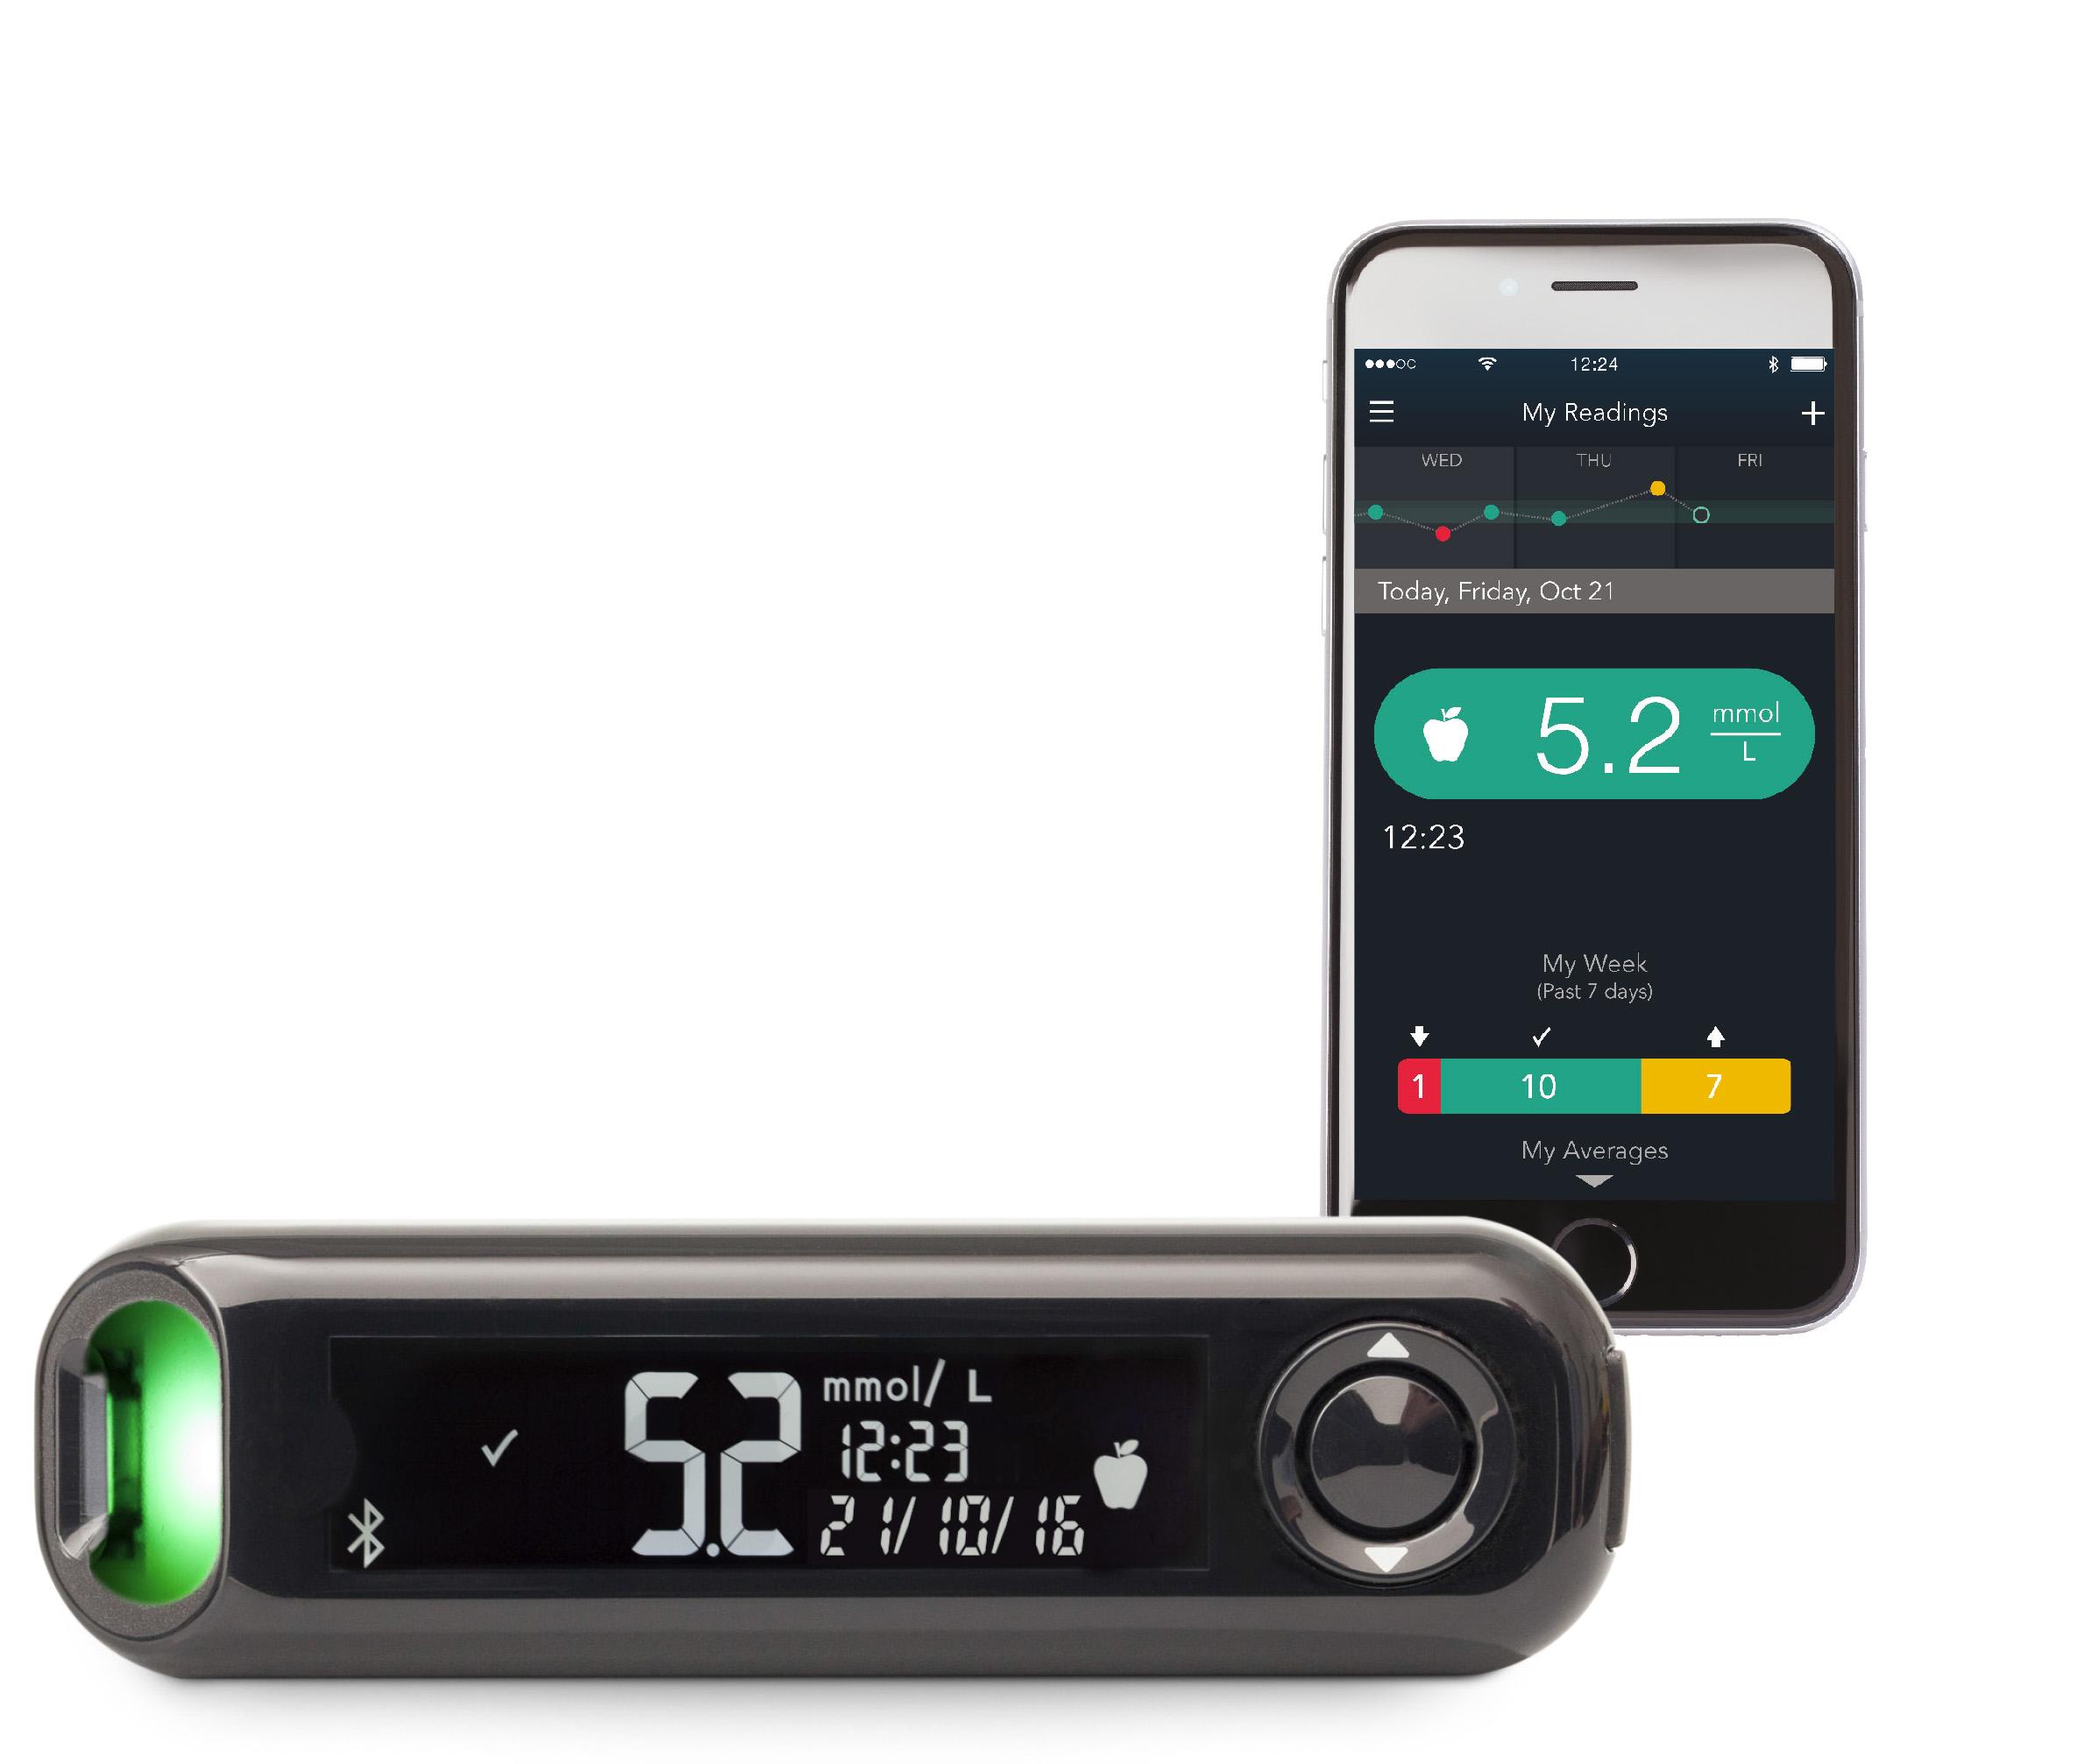 12:24
My Readings
WED THU FRI
Today, Friday, Oct 21
5.2 mmol
L
12:23
My Week
(Past 7 days)
1 10 7
My Averages
5.2 mmol/L
12:23
21/10/16